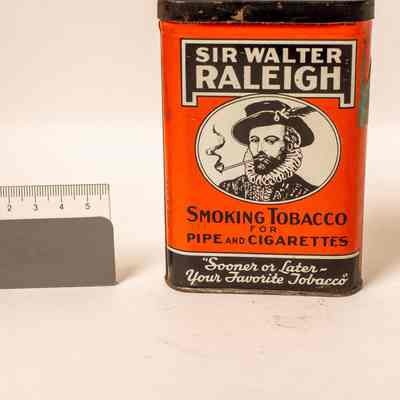 SIR WALTER
RALEIGH
SMOKING TOBACCO
FOR
PIPE AND CIGARETTES
"Sooner or Later-
Your Favorite Tobacco"
2 3 4 5